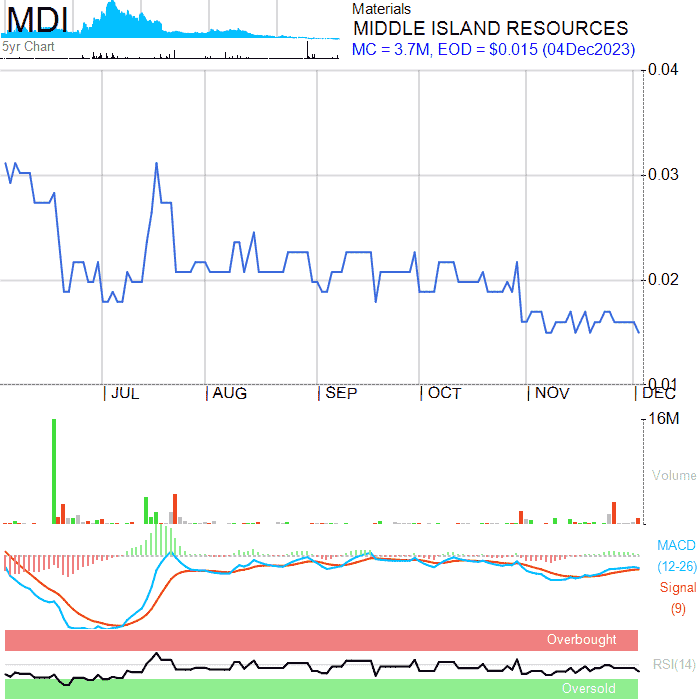 MDI
Materials
MIDDLE ISLAND RESOURCES
5yr Chart
MC = 3.7M, EOD = $0.015 (04Dec2023)
0.04
0.03
0.02
0.01
JUL AUG SEP OCT NOV DEC
16M
Volume
MACD
(12-26)
Signal
(9)
Overbought
RSI(14)
Oversold